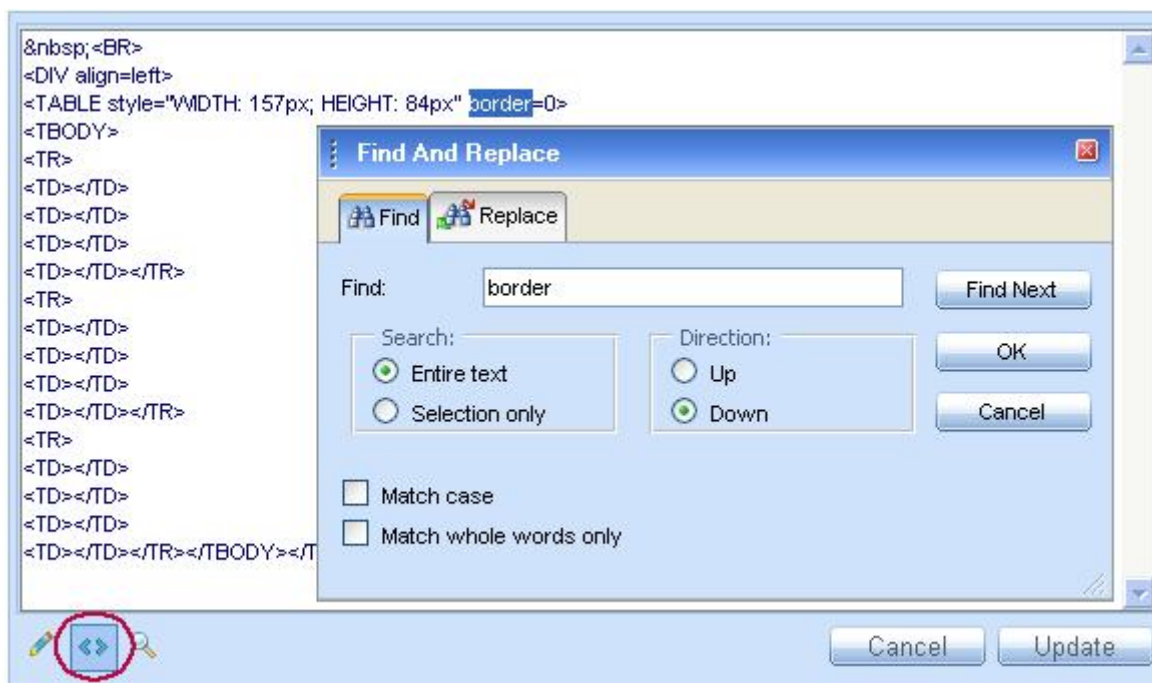 &nbsp;<BR>
<DIV align=left>
<TABLE style="WIDTH: 157px; HEIGHT: 84px" border=0>
<TBODY>
<TR>
<TD></TD>
<TD></TD>
<TD></TD>
<TD></TD></TR>
<TR>
<TD></TD>
<TD></TD>
<TD></TD>
<TD></TD></TR>
<TR>
<TD></TD>
<TD></TD>
<TD></TD>
<TD></TD></TR></TBODY></T
Find And Replace
Find Replace
Find: border Find Next
Search: Direction:
Entire text Up OK
Selection only Down Cancel
Match case
Match whole words only
Cancel Update